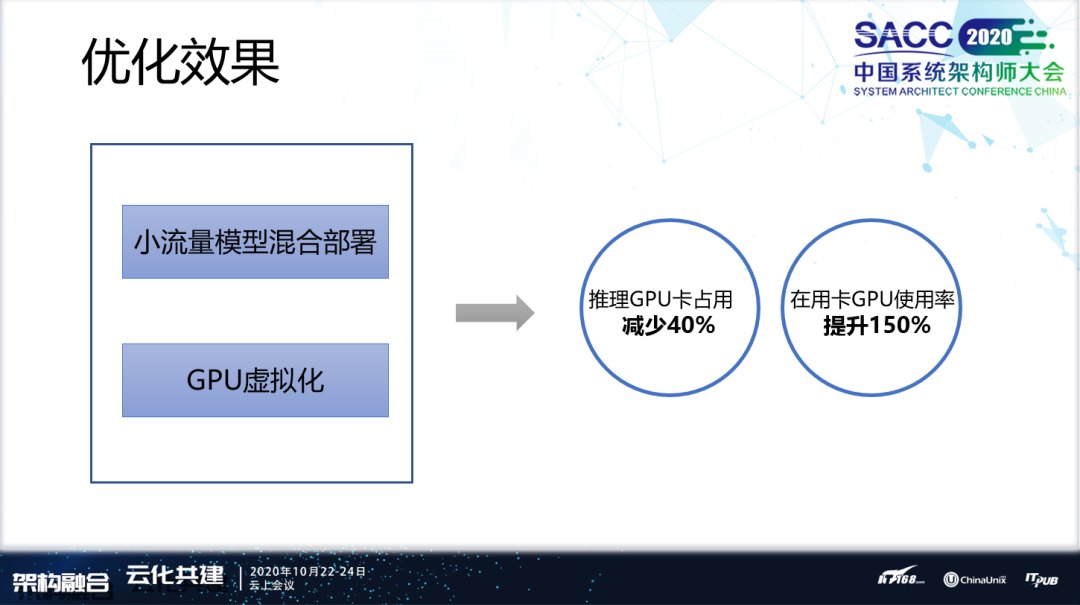 优化效果
SACC 2020
中国系统架构师大会
SYSTEM ARCHITECT CONFERENCE CHINA
小流量模型混合部署
GPU虚拟化
推理GPU卡占用
减少40%
在用卡GPU使用率
提升150%
架构融合 云化共建
2020年10月22-24日
云上会议
IT168.com
ChinaUnix
ITPUB